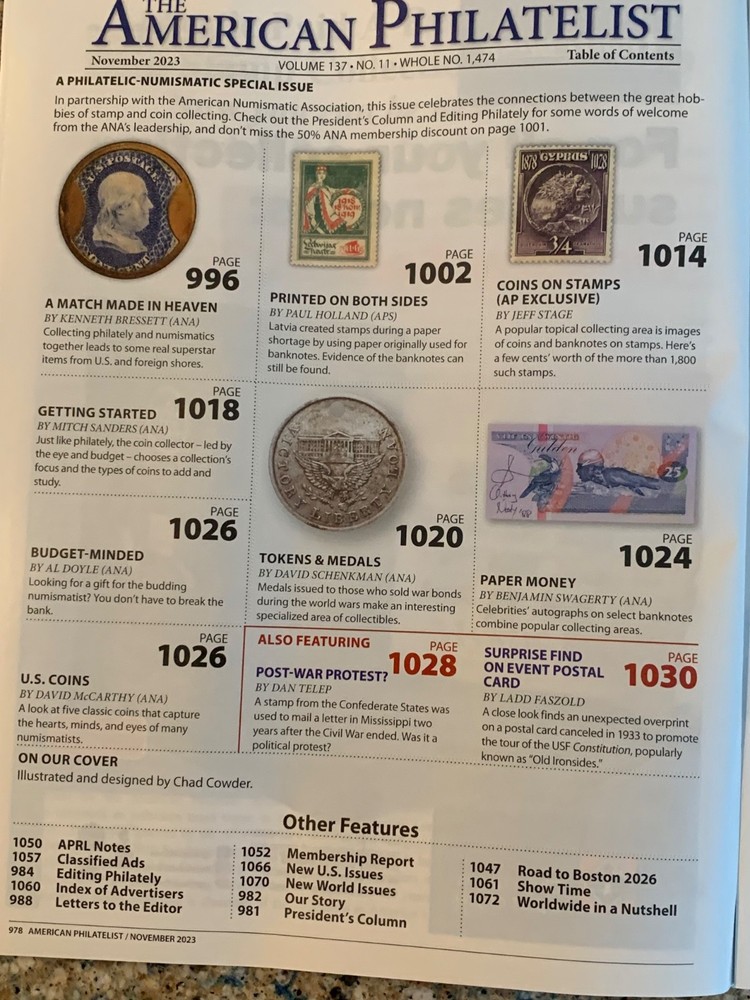 THE
AMERICAN PHILATELIST
November 2023
VOLUME 137 • NO. 11 • WHOLE NO. 1,474
Table of Contents
A PHILATELIC-NUMISMATIC SPECIAL ISSUE
In partnership with the American Numismatic Association, this issue celebrates the connections between the great hob-
bies of stamp and coin collecting. Check out the President's Column and Editing Philately for some words of welcome
from the ANA's leadership, and don't miss the 50% ANA membership discount on page 1001.
U.S. POSTAGE
ONE CENT
PAGE
996
A MATCH MADE IN HEAVEN
BY KENNETH BRESSETT (ANA)
Collecting philately and numismatics
together leads to some real superstar
items from U.S. and foreign shores.
1918
1919
PAGE
1002
PRINTED ON BOTH SIDES
BY PAUL HOLLAND (APS)
Latvia created stamps during a paper
shortage by using paper originally used for
banknotes. Evidence of the banknotes can
still be found.
1878 CYPRUS 1928
3/4
PAGE
1014
COINS ON STAMPS
(AP EXCLUSIVE)
BY JEFF STAGE
A popular topical collecting area is images
of coins and banknotes on stamps. Here's
a few cents' worth of the more than 1,800
such stamps.
PAGE
GETTING STARTED 1018
BY MITCH SANDERS (ANA)
Just like philately, the coin collector – led by
the eye and budget – chooses a collection's
focus and the types of coins to add and
study.
VICTORY LIBERTY LOAN
PAGE
1020
TOKENS & MEDALS
BY DAVID SCHENKMAN (ANA)
Medals issued to those who sold war bonds
during the world wars make an interesting
specialized area of collectibles.
Gulden
25
PAGE
1024
PAPER MONEY
BY BENJAMIN SWAGERTY (ANA)
Celebrities' autographs on select banknotes
combine popular collecting areas.
PAGE
1026
BUDGET-MINDED
BY AL DOYLE (ANA)
Looking for a gift for the budding
numismatist? You don't have to break the
bank.
PAGE
1026
U.S. COINS
BY DAVID McCARTHY (ANA)
A look at five classic coins that capture
the hearts, minds, and eyes of many
numismatists.
ALSO FEATURING
PAGE
POST-WAR PROTEST? 1028
BY DAN TELEP
A stamp from the Confederate States was
used to mail a letter in Mississippi two
years after the Civil War ended. Was it a
political protest?
SURPRISE FIND
ON EVENT POSTAL
CARD
PAGE
1030
BY LADD FASZOLD
A close look finds an unexpected overprint
on a postal card canceled in 1933 to promote
the tour of the USF Constitution, popularly
known as "Old Ironsides."
ON OUR COVER
Illustrated and designed by Chad Cowder.
Other Features
1050 APRL Notes
1057 Classified Ads
984 Editing Philately
1060 Index of Advertisers
988 Letters to the Editor
1052 Membership Report
1066 New U.S. Issues
1070 New World Issues
982 Our Story
981 President's Column
1047 Road to Boston 2026
1061 Show Time
1072 Worldwide in a Nutshell
978 AMERICAN PHILATELIST / NOVEMBER 2023